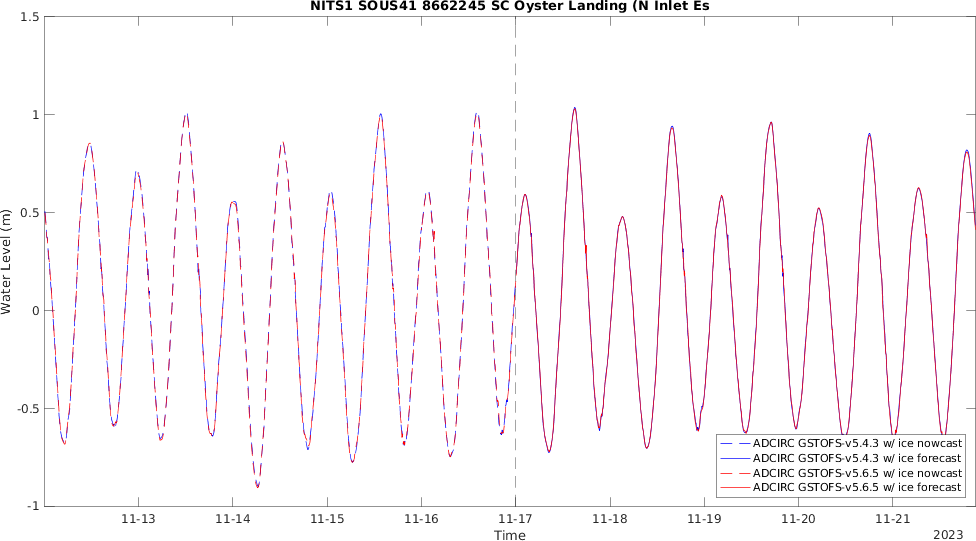 NITS1 SOUS41 8662245 SC Oyster Landing (N Inlet Es
1.5
1
0.5
0
-0.5
-1
Water Level (m)
11-13
11-14
11-15
11-16
11-17
11-18
11-19
11-20
11-21
Time
2023
ADCIRC GSTOFS-v5.4.3 w/ ice nowcast
ADCIRC GSTOFS-v5.4.3 w/ ice forecast
ADCIRC GSTOFS-v5.6.5 w/ ice nowcast
ADCIRC GSTOFS-v5.6.5 w/ ice forecast